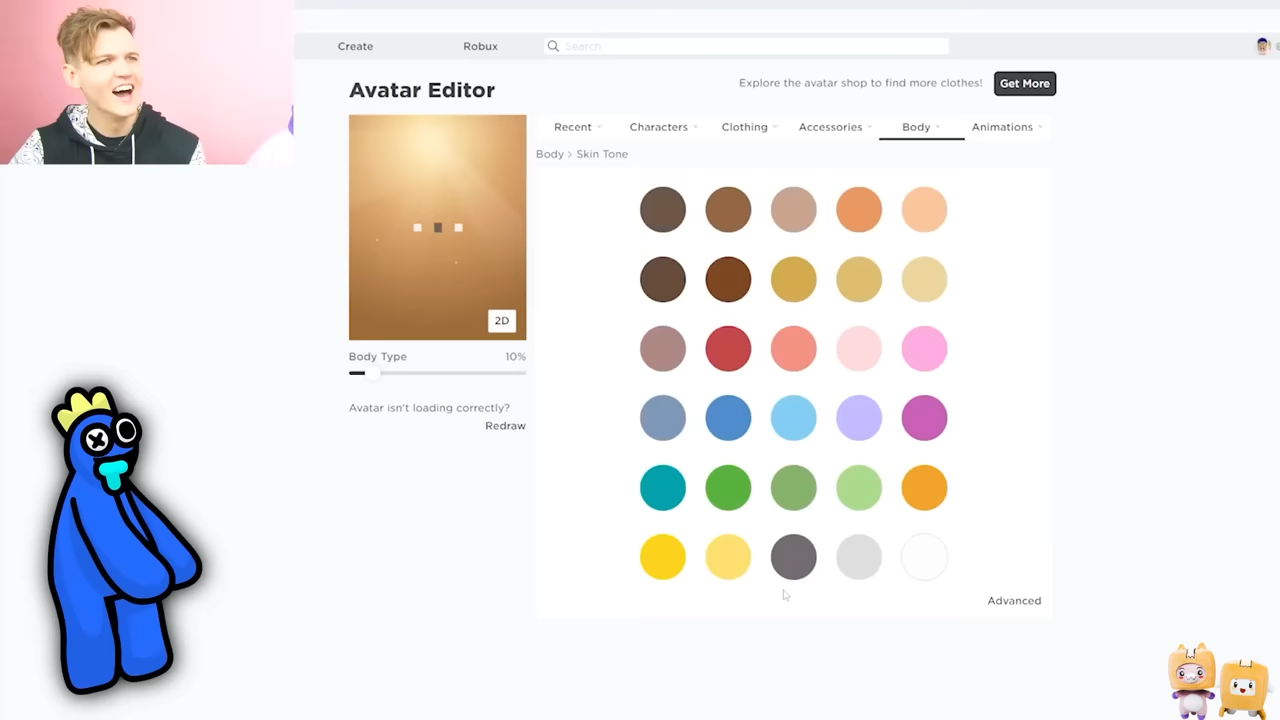 Create Robux Search
Avatar Editor
Explore the avatar shop to find more clothes! Get More
Recent Characters Clothing Accessories Body Animations
Body > Skin Tone
2D
Body Type 10%
Avatar isn't loading correctly?
Redraw
Advanced